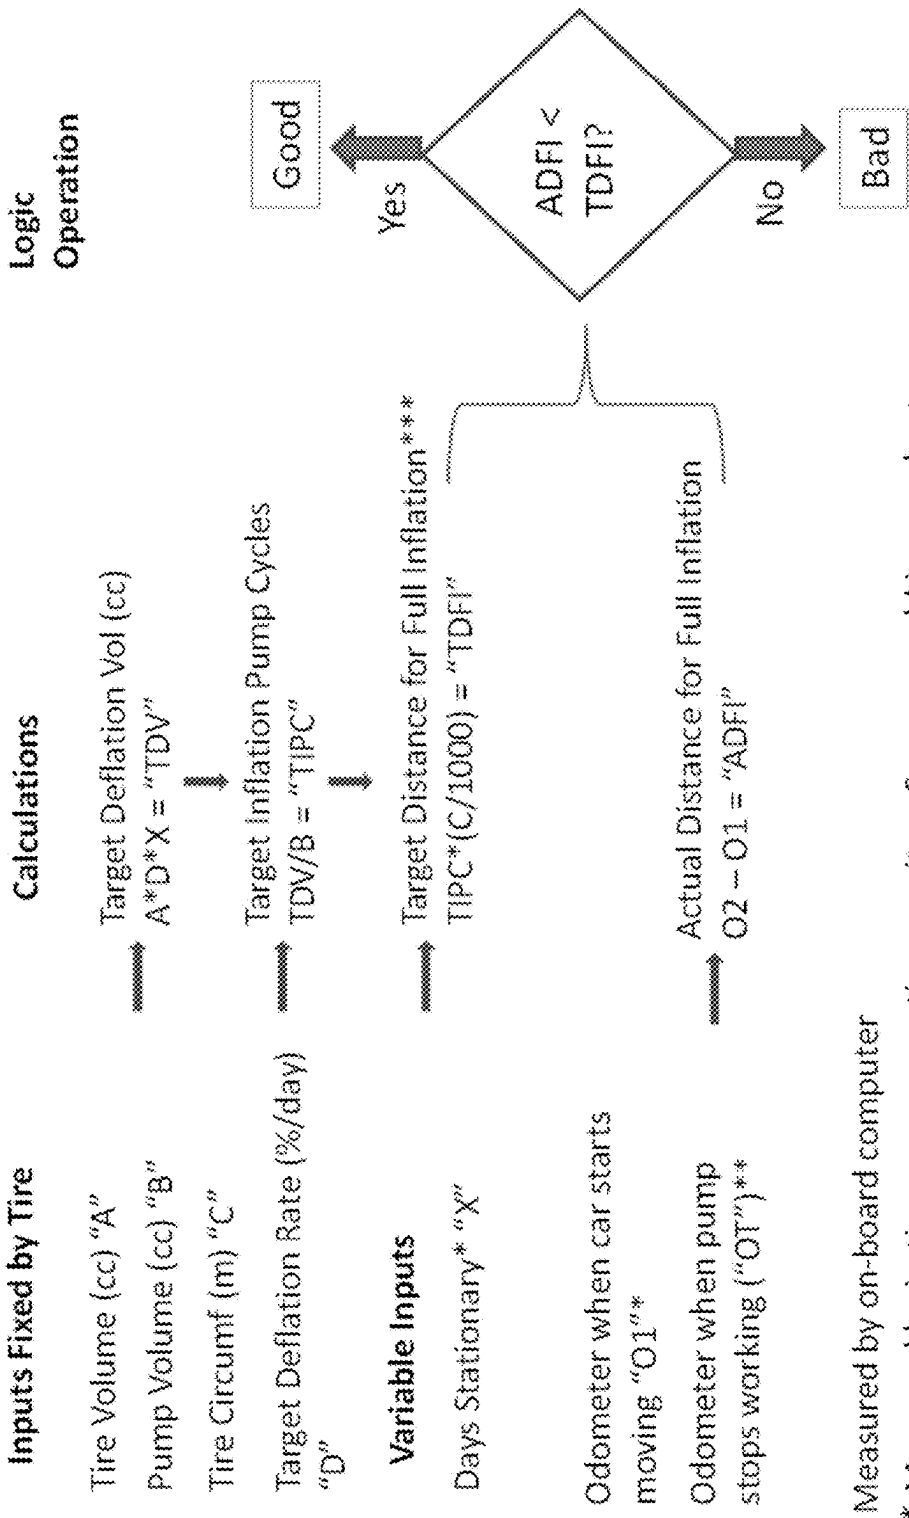 Inputs Fixed by Tire
Tire Volume (cc) “A”
Pump Volume (cc) “B”
Tire Circumf (m) “C”
Target Deflation Rate (%/day)
“D”
Variable Inputs
Days Stationary* “X”
Odometer when car starts
moving “O1”*
Odometer when pump
stops working (“OT”)**
Measured by on-board computer
Calculations
Target Deflation Vol (cc)
A*D*X = “TDV”
Target Inflation Pump Cycles
TDV/B = “TIPC”
Target Distance for Full Inflation***
TIPC*(C/1000) = “TDFI”
Actual Distance for Full Inflation
O2 – O1 = “ADFI”
Logic
Operation
Good
Yes
ADFI <
TDFI?
No
Bad